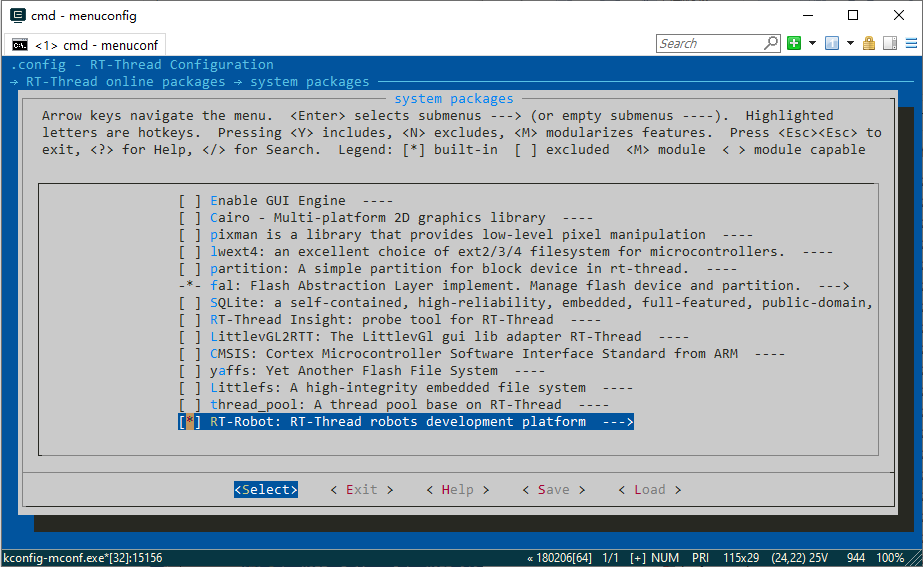 cmd - menuconfig
<1> cmd - menuconf
Search
.config - RT-Thread Configuration
→ RT-Thread online packages → system packages
system packages
Arrow keys navigate the menu.  <Enter> selects submenus ---> (or empty submenus ----).  Highlighted
letters are hotkeys.  Pressing <Y> includes, <N> excludes, <M> modularizes features.  Press <Esc><Esc> to
exit, <?> for Help, </> for Search.  Legend: [*] built-in  [ ] excluded  <M> module  < > module capable
[ ] Enable GUI Engine  ----
[ ] Cairo - Multi-platform 2D graphics library  ----
[ ] pixman is a library that provides low-level pixel manipulation  ----
[ ] lwext4: an excellent choice of ext2/3/4 filesystem for microcontrollers.  ----
[ ] partition: A simple partition for block device in rt-thread.  ----
-*- fal: Flash Abstraction Layer implement. Manage flash device and partition.  --->
[ ] SQLite: a self-contained, high-reliability, embedded, full-featured, public-domain,
[ ] RT-Thread Insight: probe tool for RT-Thread  ----
[ ] LittlevGL2RTT: The LittlevGl gui lib adapter RT-Thread  ----
[ ] CMSIS: Cortex Microcontroller Software Interface Standard from ARM  ----
[ ] yaffs: Yet Another Flash File System  ----
[ ] Littlefs: A high-integrity embedded file system  ----
[ ] thread_pool: A thread pool base on RT-Thread  ----
[*] RT-Robot: RT-Thread robots development platform  --->
<Select>    < Exit >    < Help >    < Save >    < Load >
kconfig-mconf.exe*[32]:15156    « 180206[64]  1/1  [+] NUM  PRI  115x29  (24,22) 25V  944  100%